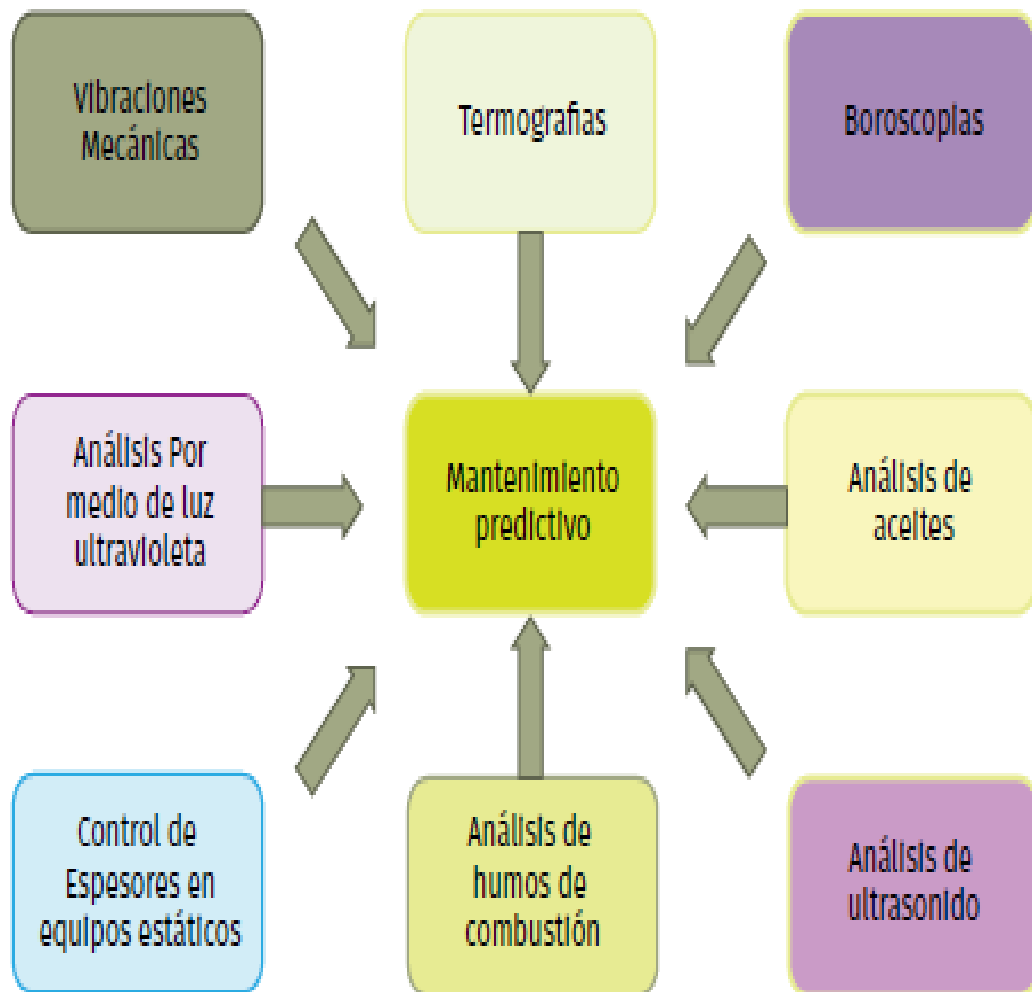 Vibraciones
Mecánicas
Termografias
Boroscopias
Análisis Por
medio de luz
ultravioleta
Mantenimiento
predictivo
Análisis de
aceites
Control de
Espesores en
equipos estáticos
Análisis de
humos de
combustión
Análisis de
ultrasonido